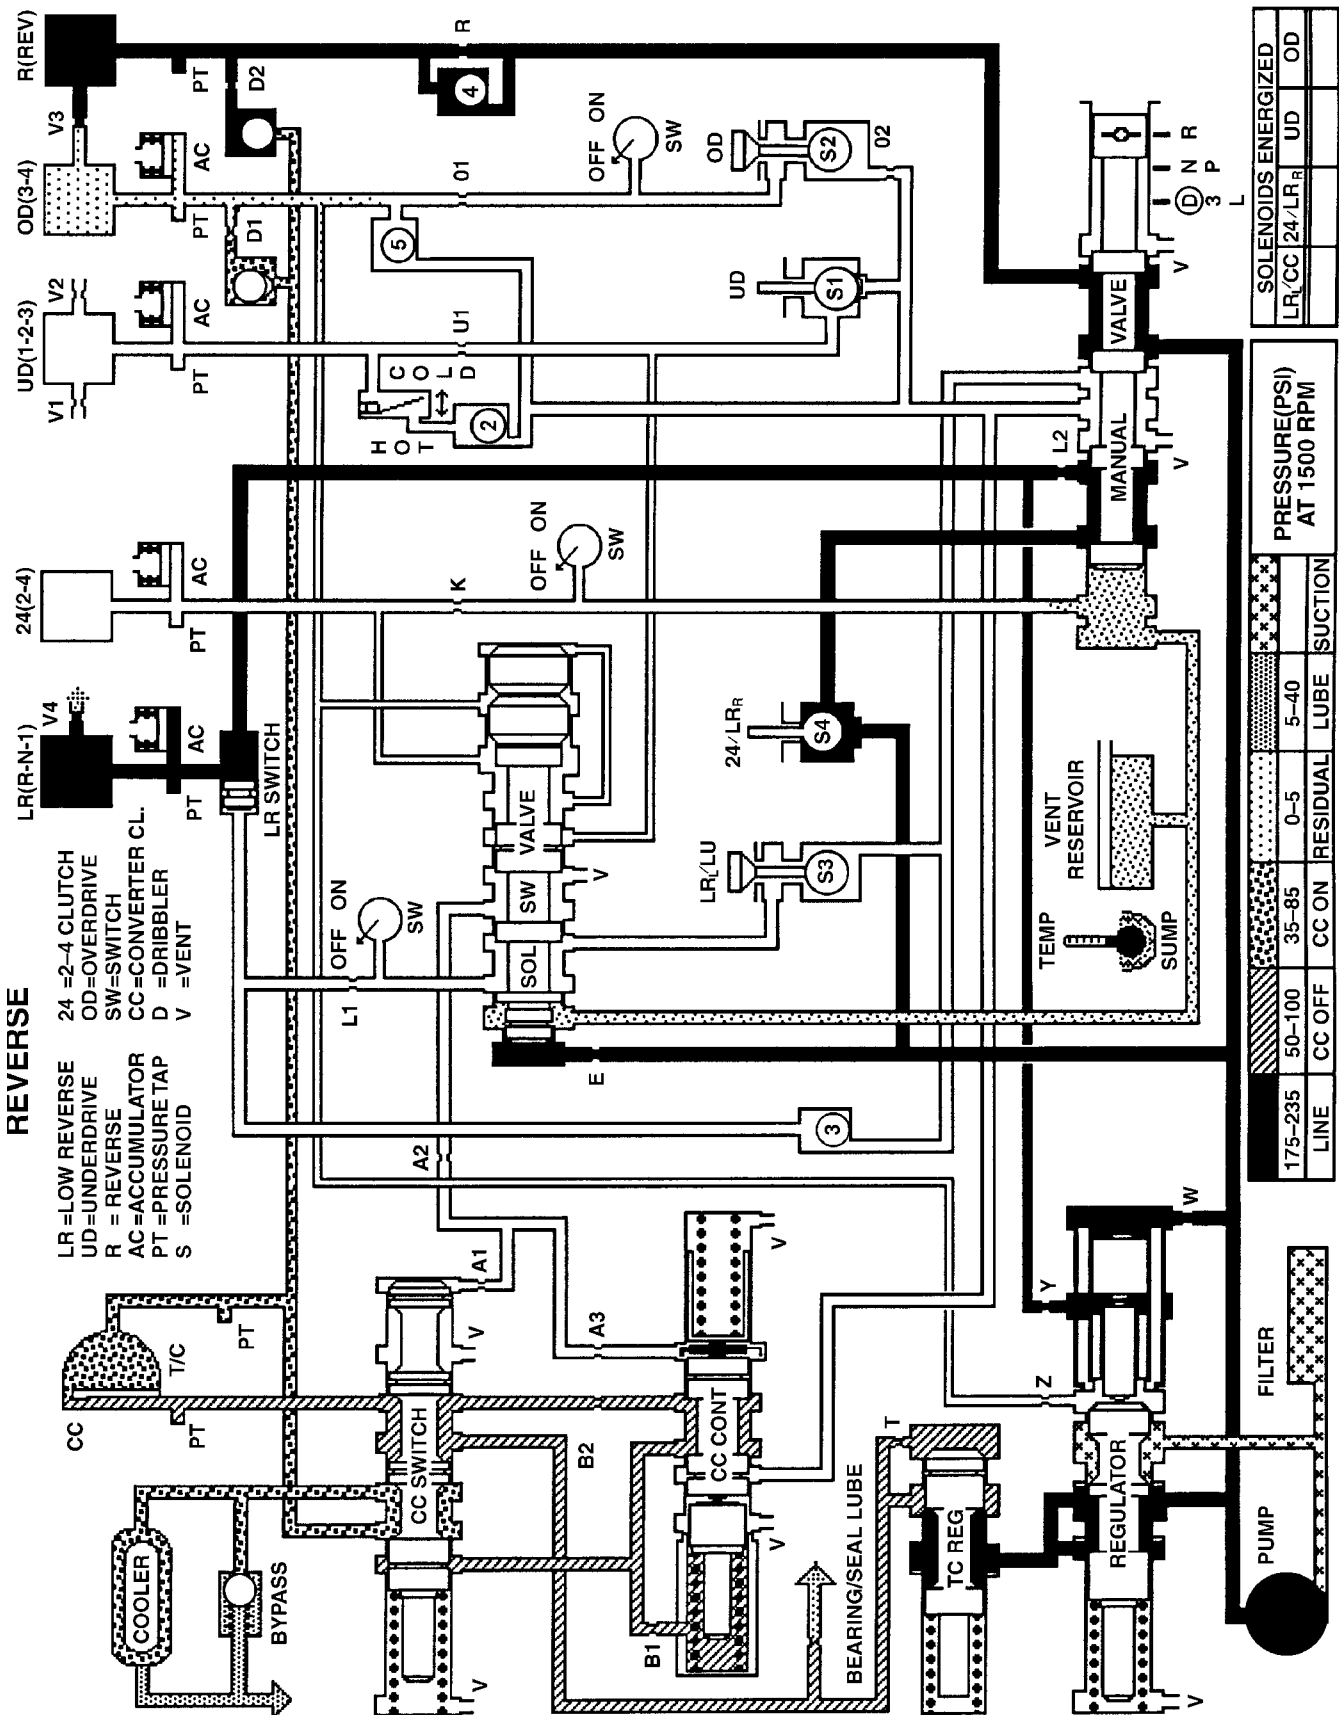 REVERSE
LR =LOW REVERSE
UD=UNDERDRIVE
R = REVERSE
AC=ACCUMULATOR
PT =PRESSURE TAP
S =SOLENOID
24 =2–4 CLUTCH
OD=OVERDRIVE
SW=SWITCH
CC=CONVERTER CL.
D =DRIBBLER
V =VENT
LR(R-N-1)
V4
AC
PT
LR SWITCH
24(2-4)
AC
PT
UD(1-2-3)
V1
V2
AC
PT
OD(3-4)
V3
AC
PT
R(REV)
PT
D2
D1
CC
T/C
PT
PT
COOLER
BYPASS
CC SWITCH
V
V
A1
A2
A3
L1
OFF ON
SW
K
OFF ON
SW
HOT
COLD
U1
2
5
O1
4
R
OFF ON
SW
SOL SW VALVE
V
E
B2
B1
CC CONT
V
V
3
LRL/LU
S3
24/LRR
S4
UD
S1
OD
S2
02
BEARING/SEAL LUBE
T
TC REG
REGULATOR
V
Z
Y
W
TEMP
SUMP
VENT
RESERVOIR
MANUAL VALVE
L2
V
V
D N R
3 P
L
PUMP
FILTER
175–235 50–100 35–85 0–5 5–40
LINE CC OFF CC ON RESIDUAL LUBE SUCTION
PRESSURE(PSI)
AT 1500 RPM
SOLENOIDS ENERGIZED
LRL/CC 24/LRR UD OD